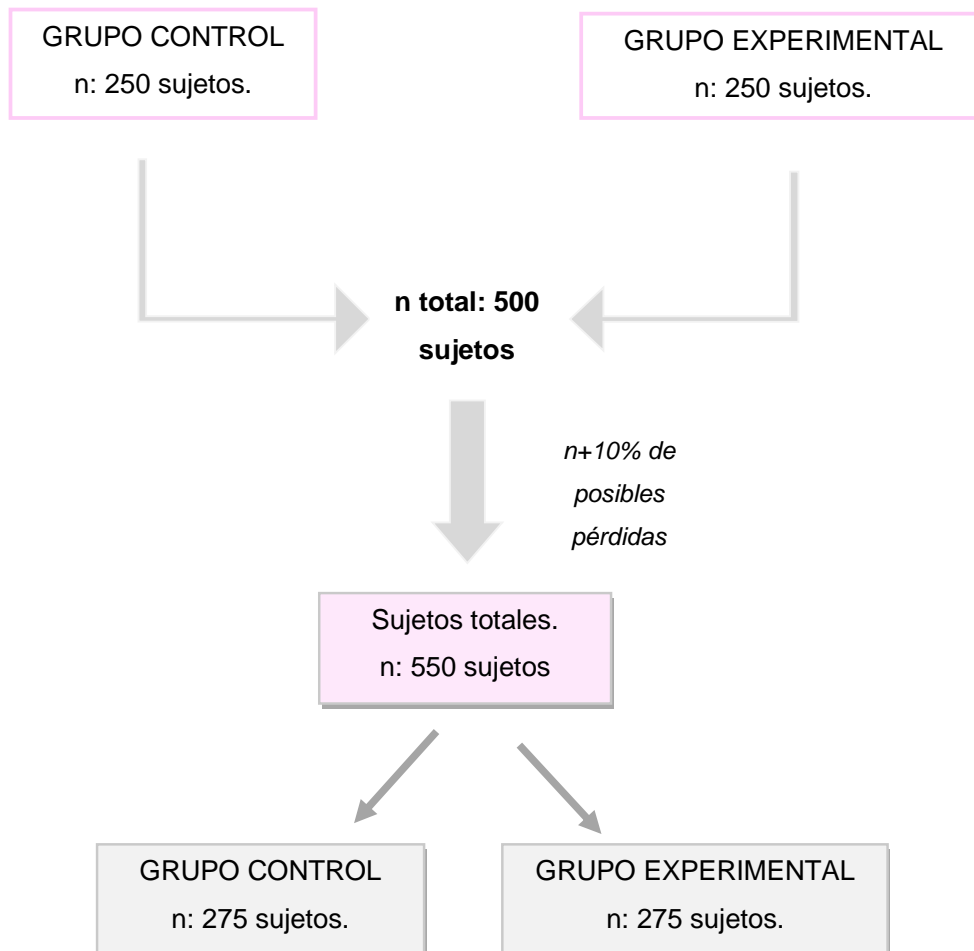 GRUPO CONTROL
n: 250 sujetos.
GRUPO EXPERIMENTAL
n: 250 sujetos.
n total: 500
sujetos
n+10% de
posibles
pérdidas
Sujetos totales.
n: 550 sujetos
GRUPO CONTROL
n: 275 sujetos.
GRUPO EXPERIMENTAL
n: 275 sujetos.